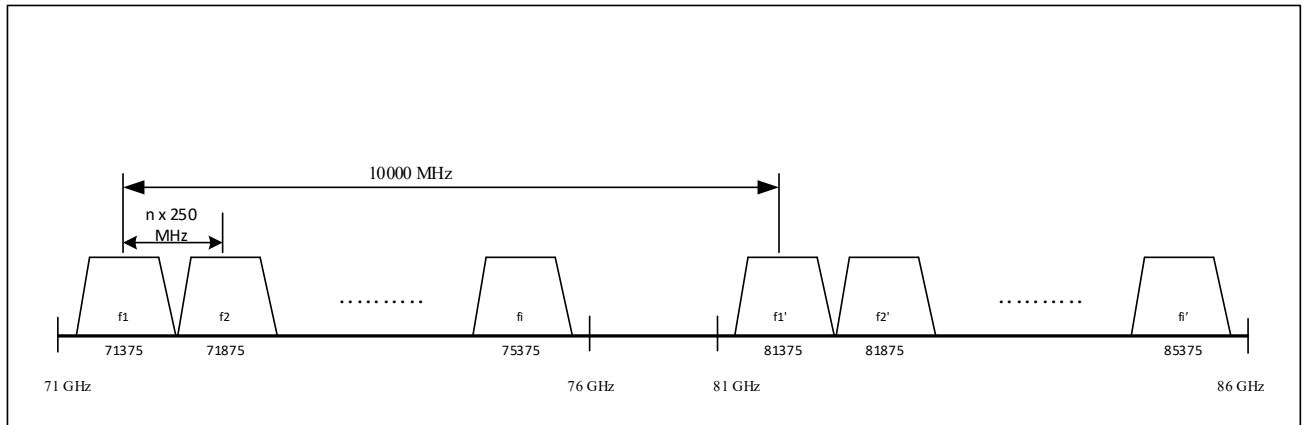 10000 MHz
n x 250
MHz
f1 f2 .......... fi f1' f2' .......... fi′
71375 71875 75375 81375 81875 85375
71 GHz 76 GHz 81 GHz 86 GHz